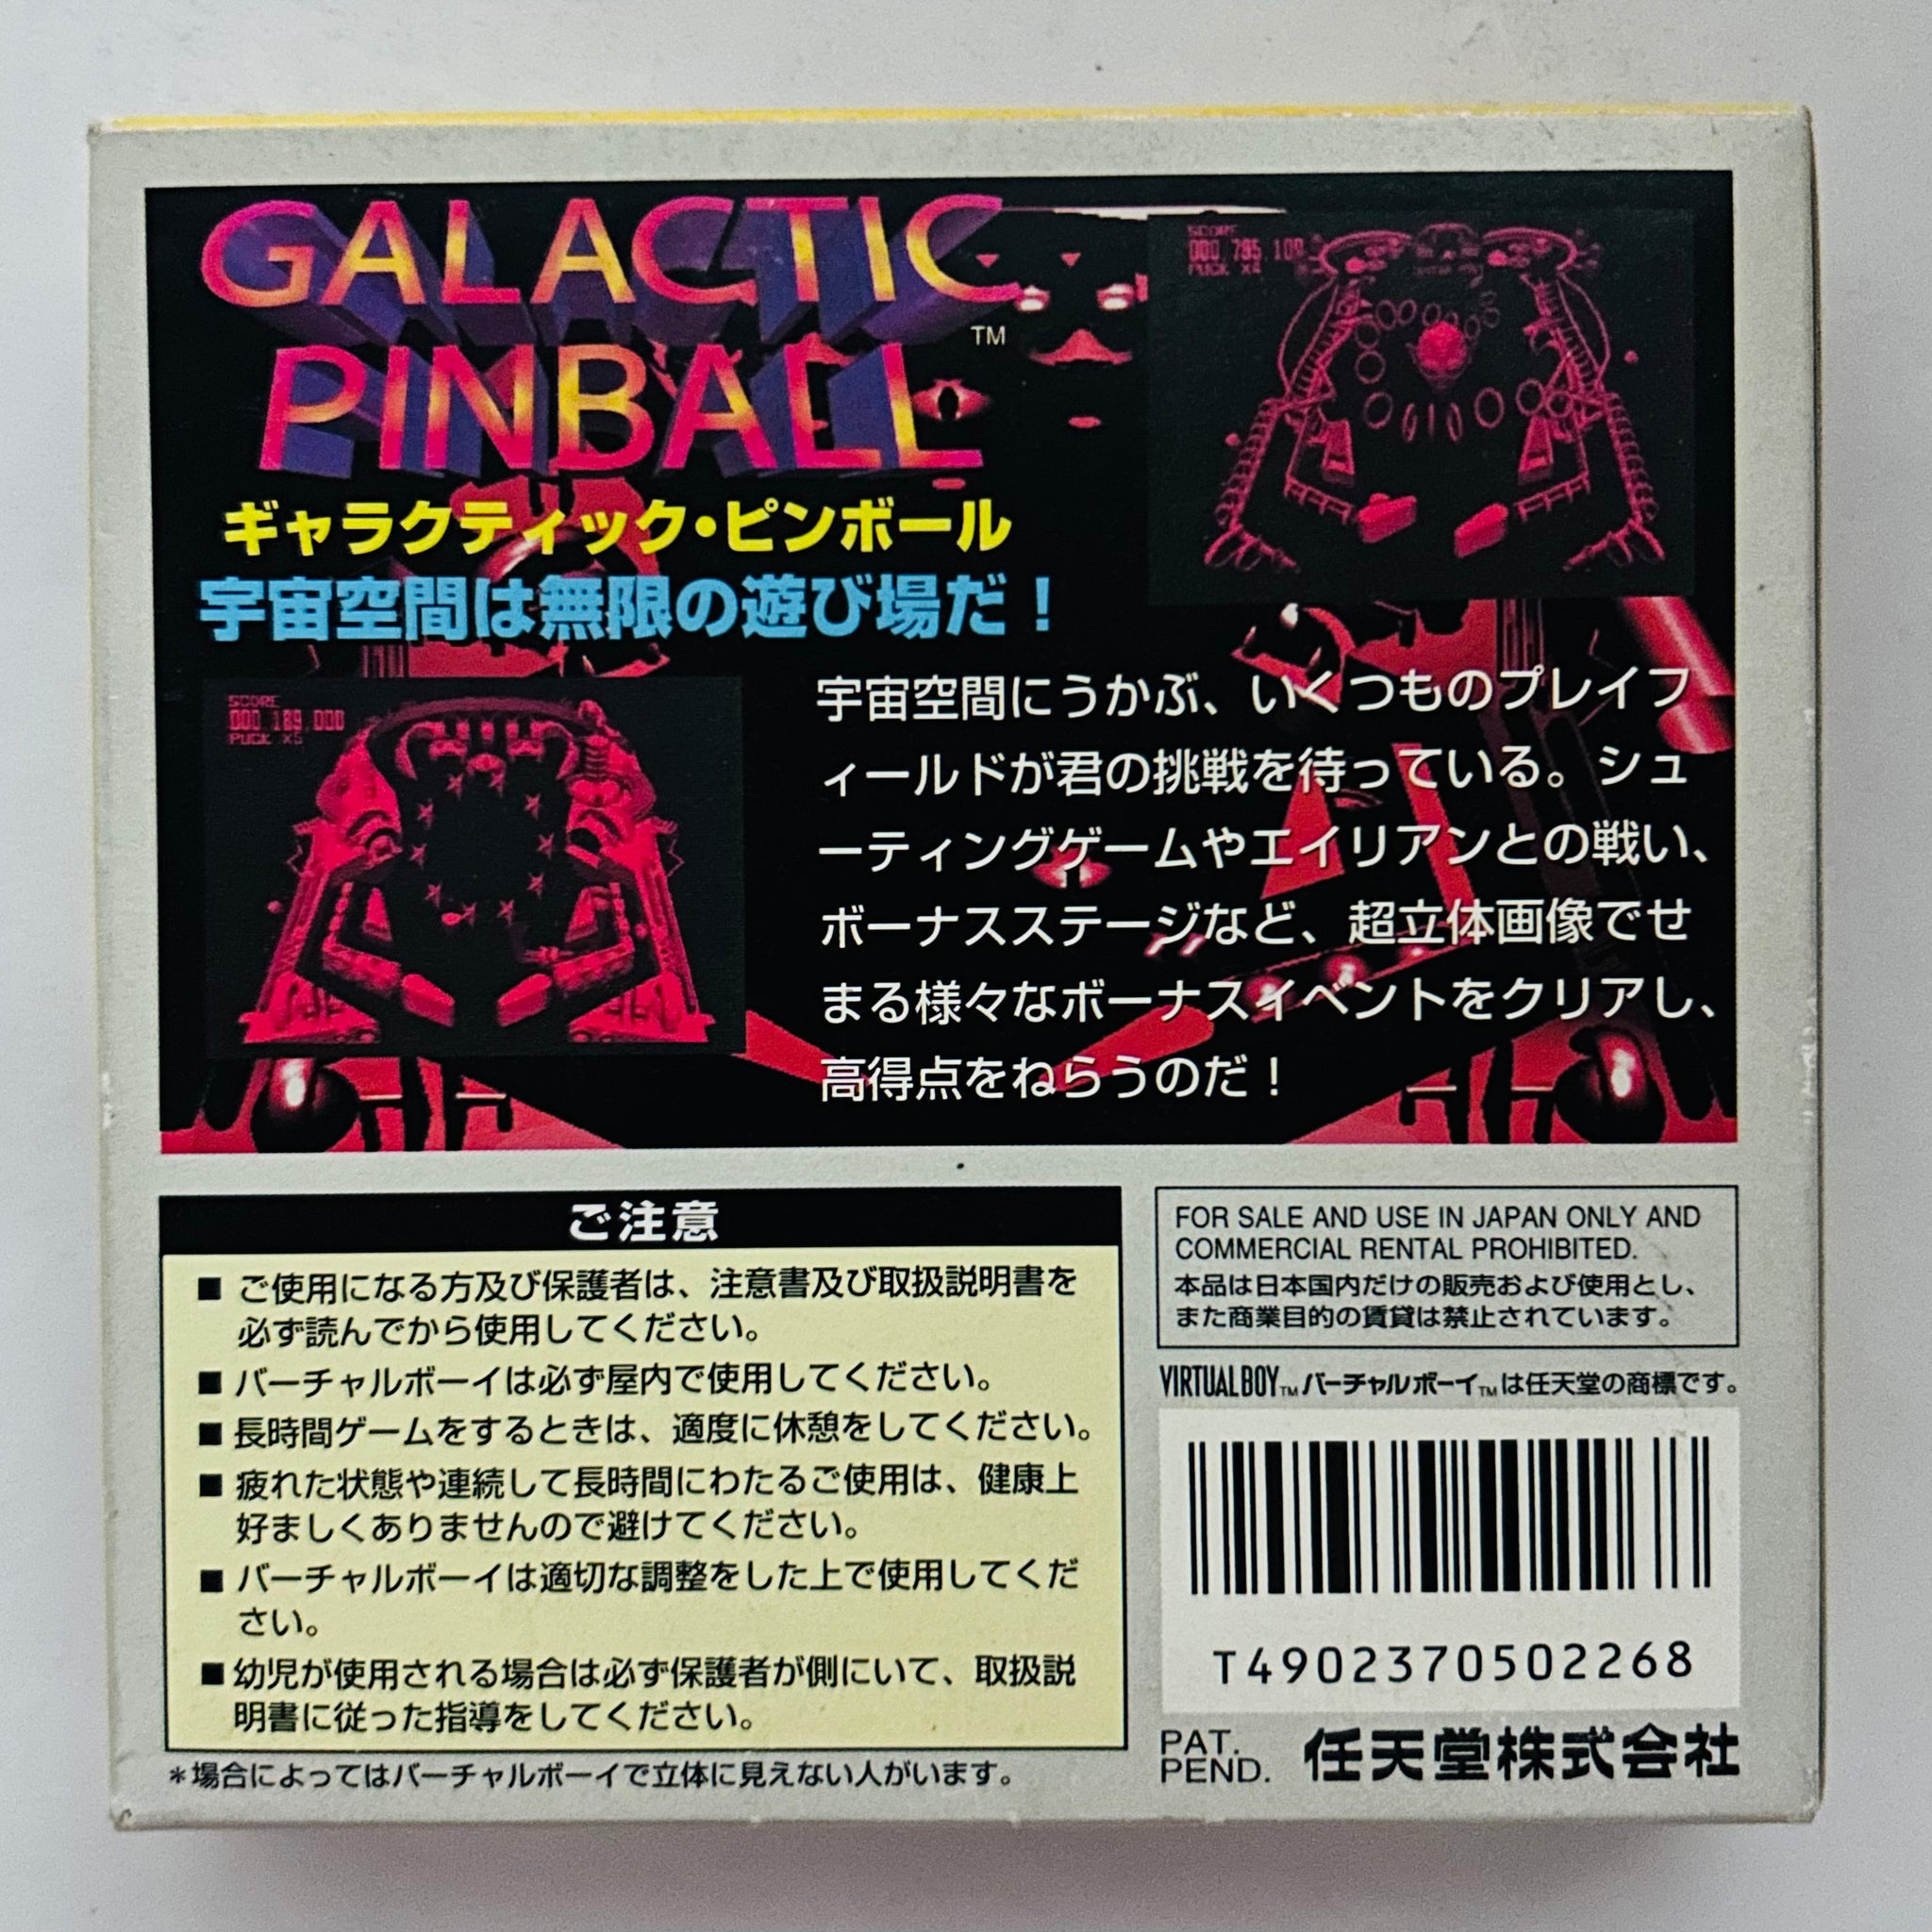 GALACTIC
PINBALL™
ギャラクティック・ピンボール
宇宙空間は無限の遊び場だ！
SCORE
000,785,100
PUCK X4
SCORE
000,189,000
PUCK X5
宇宙空間にうかぶ、いくつものプレイフ
ィールドが君の挑戦を待っている。シュ
ーティングゲームやエイリアンとの戦い、
ボーナスステージなど、超立体画像でせ
まる様々なボーナスイベントをクリアし、
高得点をねらうのだ！
ご注意
■ ご使用になる方及び保護者は、注意書及び取扱説明書を
必ず読んでから使用してください。
■ バーチャルボーイは必ず屋内で使用してください。
■ 長時間ゲームをするときは、適度に休憩をしてください。
■ 疲れた状態や連続して長時間にわたるご使用は、健康上
好ましくありませんので避けてください。
■ バーチャルボーイは適切な調整をした上で使用してくだ
さい。
■ 幼児が使用される場合は必ず保護者が側にいて、取扱説
明書に従った指導をしてください。
＊場合によってはバーチャルボーイで立体に見えない人がいます。
FOR SALE AND USE IN JAPAN ONLY AND
COMMERCIAL RENTAL PROHIBITED.
本品は日本国内だけの販売および使用とし、
また商業目的の賃貸は禁止されています。
VIRTUAL BOY™ バーチャルボーイ™は任天堂の商標です。
T4902370502268
PAT.
PEND.
任天堂株式会社